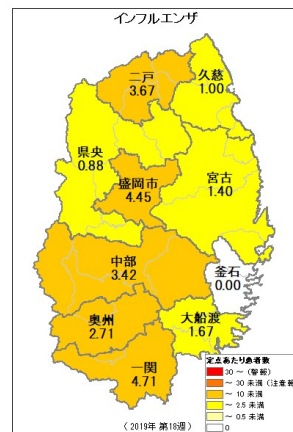 インフルエンザ
二戸
3.67
久慈
1.00
県央
0.88
盛岡市
4.45
宮古
1.40
中部
3.42
釜石
0.00
奥州
2.71
大船渡
1.67
一関
4.71
定点あたり患者数
30 ～ (警報)
～ 30 未満 (注意報
～ 10 未満
～ 2.5 未満
～ 0.5 未満
0
( 2019年 第18週 )